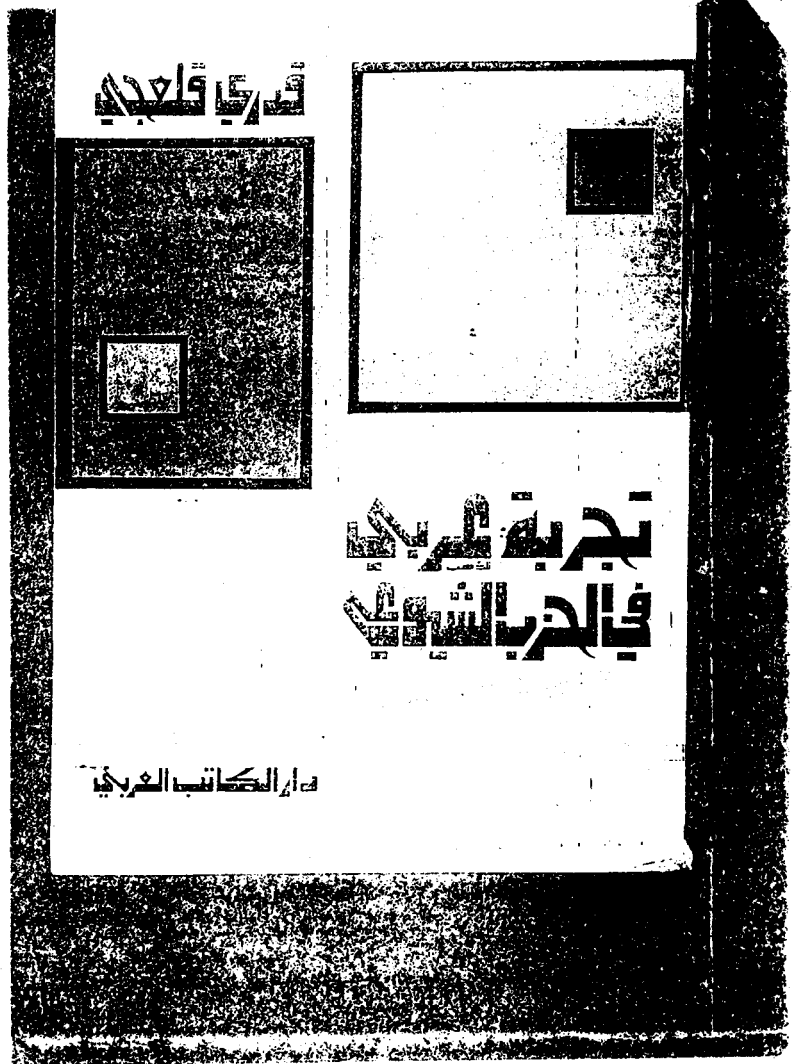 قدري قلعجي
تجربة عربي
في الحزب الشيوعي
دار الكاتب العربي